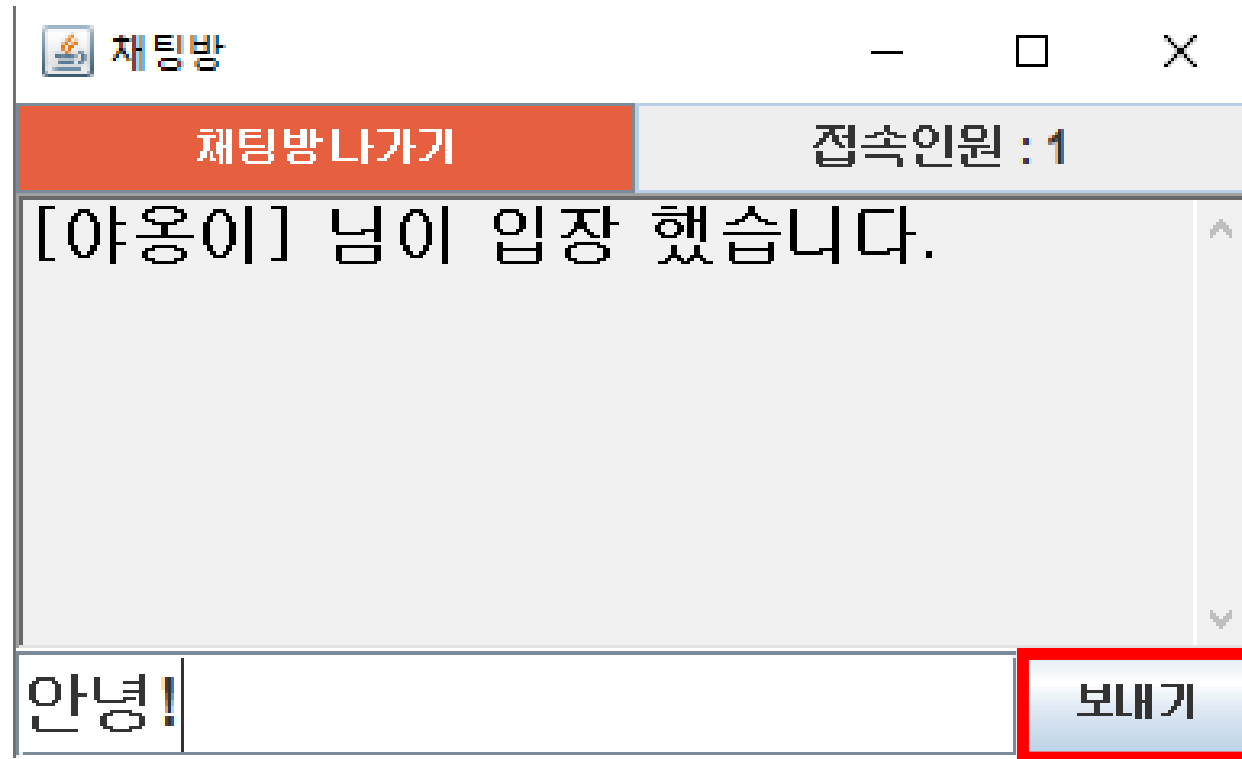 채팅방
채팅방 나가기
접속인원 : 1
[야옹이] 님이 입장 했습니다.
안녕!
보내기